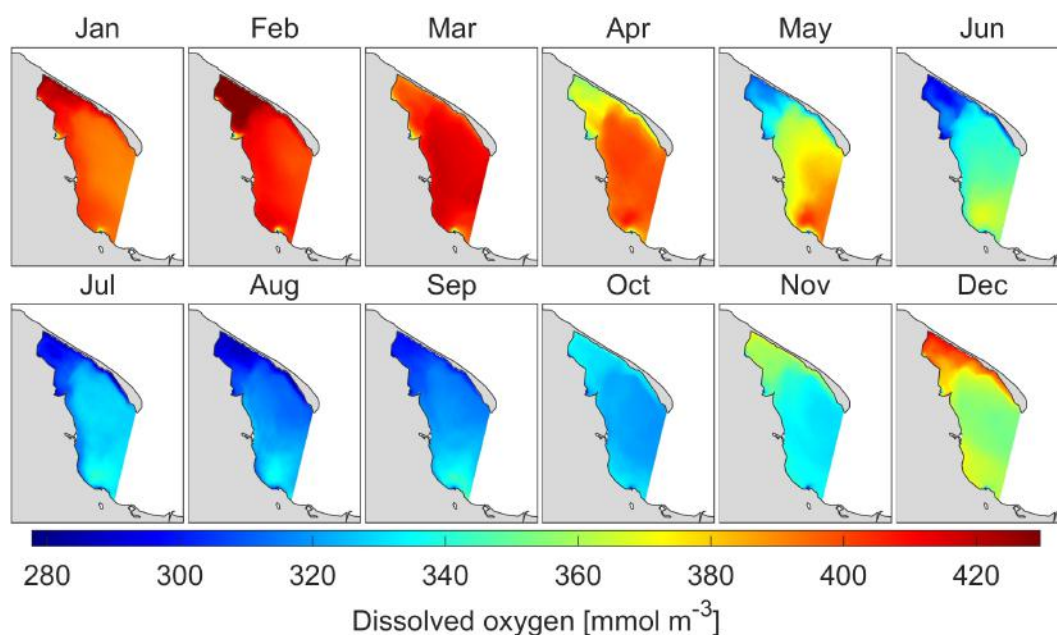 Jan Feb Mar Apr May Jun
Jul Aug Sep Oct Nov Dec
280 300 320 340 360 380 400 420
Dissolved oxygen [mmol m⁻³]